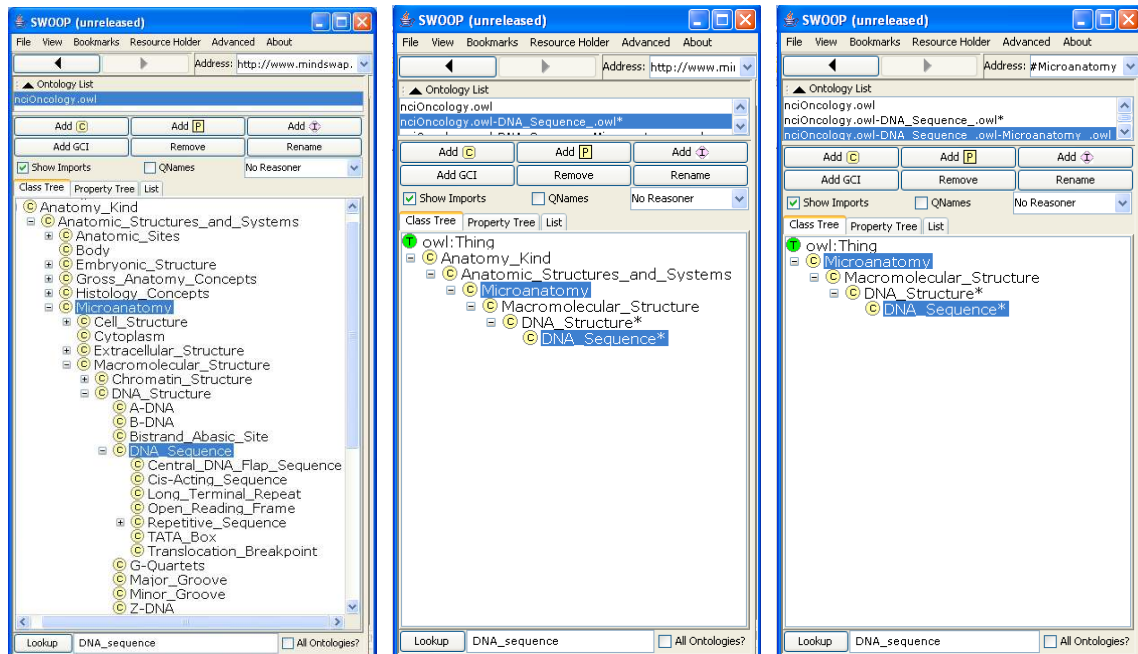 SWOOP (unreleased)
File View Bookmarks Resource Holder Advanced About
Address: http://www.mindswap.
Ontology List
nciOncology.owl
Add C Add P Add I
Add GCI Remove Rename
Show Imports QNames No Reasoner
Class Tree Property Tree List
C Anatomy_Kind
C Anatomic_Structures_and_Systems
C Anatomic_Sites
C Body
C Embryonic_Structure
C Gross_Anatomy_Concepts
C Histology_Concepts
C Microanatomy
C Cell_Structure
C Cytoplasm
C Extracellular_Structure
C Macromolecular_Structure
C Chromatin_Structure
C DNA_Structure
C A-DNA
C B-DNA
C Bistrand_Abasic_Site
C DNA_Sequence
C Central_DNA_Flap_Sequence
C Cis-Acting_Sequence
C Long_Terminal_Repeat
C Open_Reading_Frame
C Repetitive_Sequence
C TATA_Box
C Translocation_Breakpoint
C G-Quartets
C Major_Groove
C Minor_Groove
C Z-DNA
Lookup DNA_sequence All Ontologies?
SWOOP (unreleased)
File View Bookmarks Resource Holder Advanced About
Address: http://www.mii
Ontology List
nciOncology.owl
nciOncology.owl-DNA_Sequence_.owl*
Add C Add P Add I
Add GCI Remove Rename
Show Imports QNames No Reasoner
Class Tree Property Tree List
T owl:Thing
C Anatomy_Kind
C Anatomic_Structures_and_Systems
C Microanatomy
C Macromolecular_Structure
C DNA_Structure*
C DNA_Sequence*
Lookup DNA_sequence All Ontologies?
SWOOP (unreleased)
File View Bookmarks Resource Holder Advanced About
Address: #Microanatomy
Ontology List
nciOncology.owl
nciOncology.owl-DNA_Sequence_.owl*
nciOncology.owl-DNA_Sequence_.owl-Microanatomy_.owl
Add C Add P Add I
Add GCI Remove Rename
Show Imports QNames No Reasoner
Class Tree Property Tree List
T owl:Thing
C Microanatomy
C Macromolecular_Structure
C DNA_Structure*
C DNA_Sequence*
Lookup DNA_sequence All Ontologies?